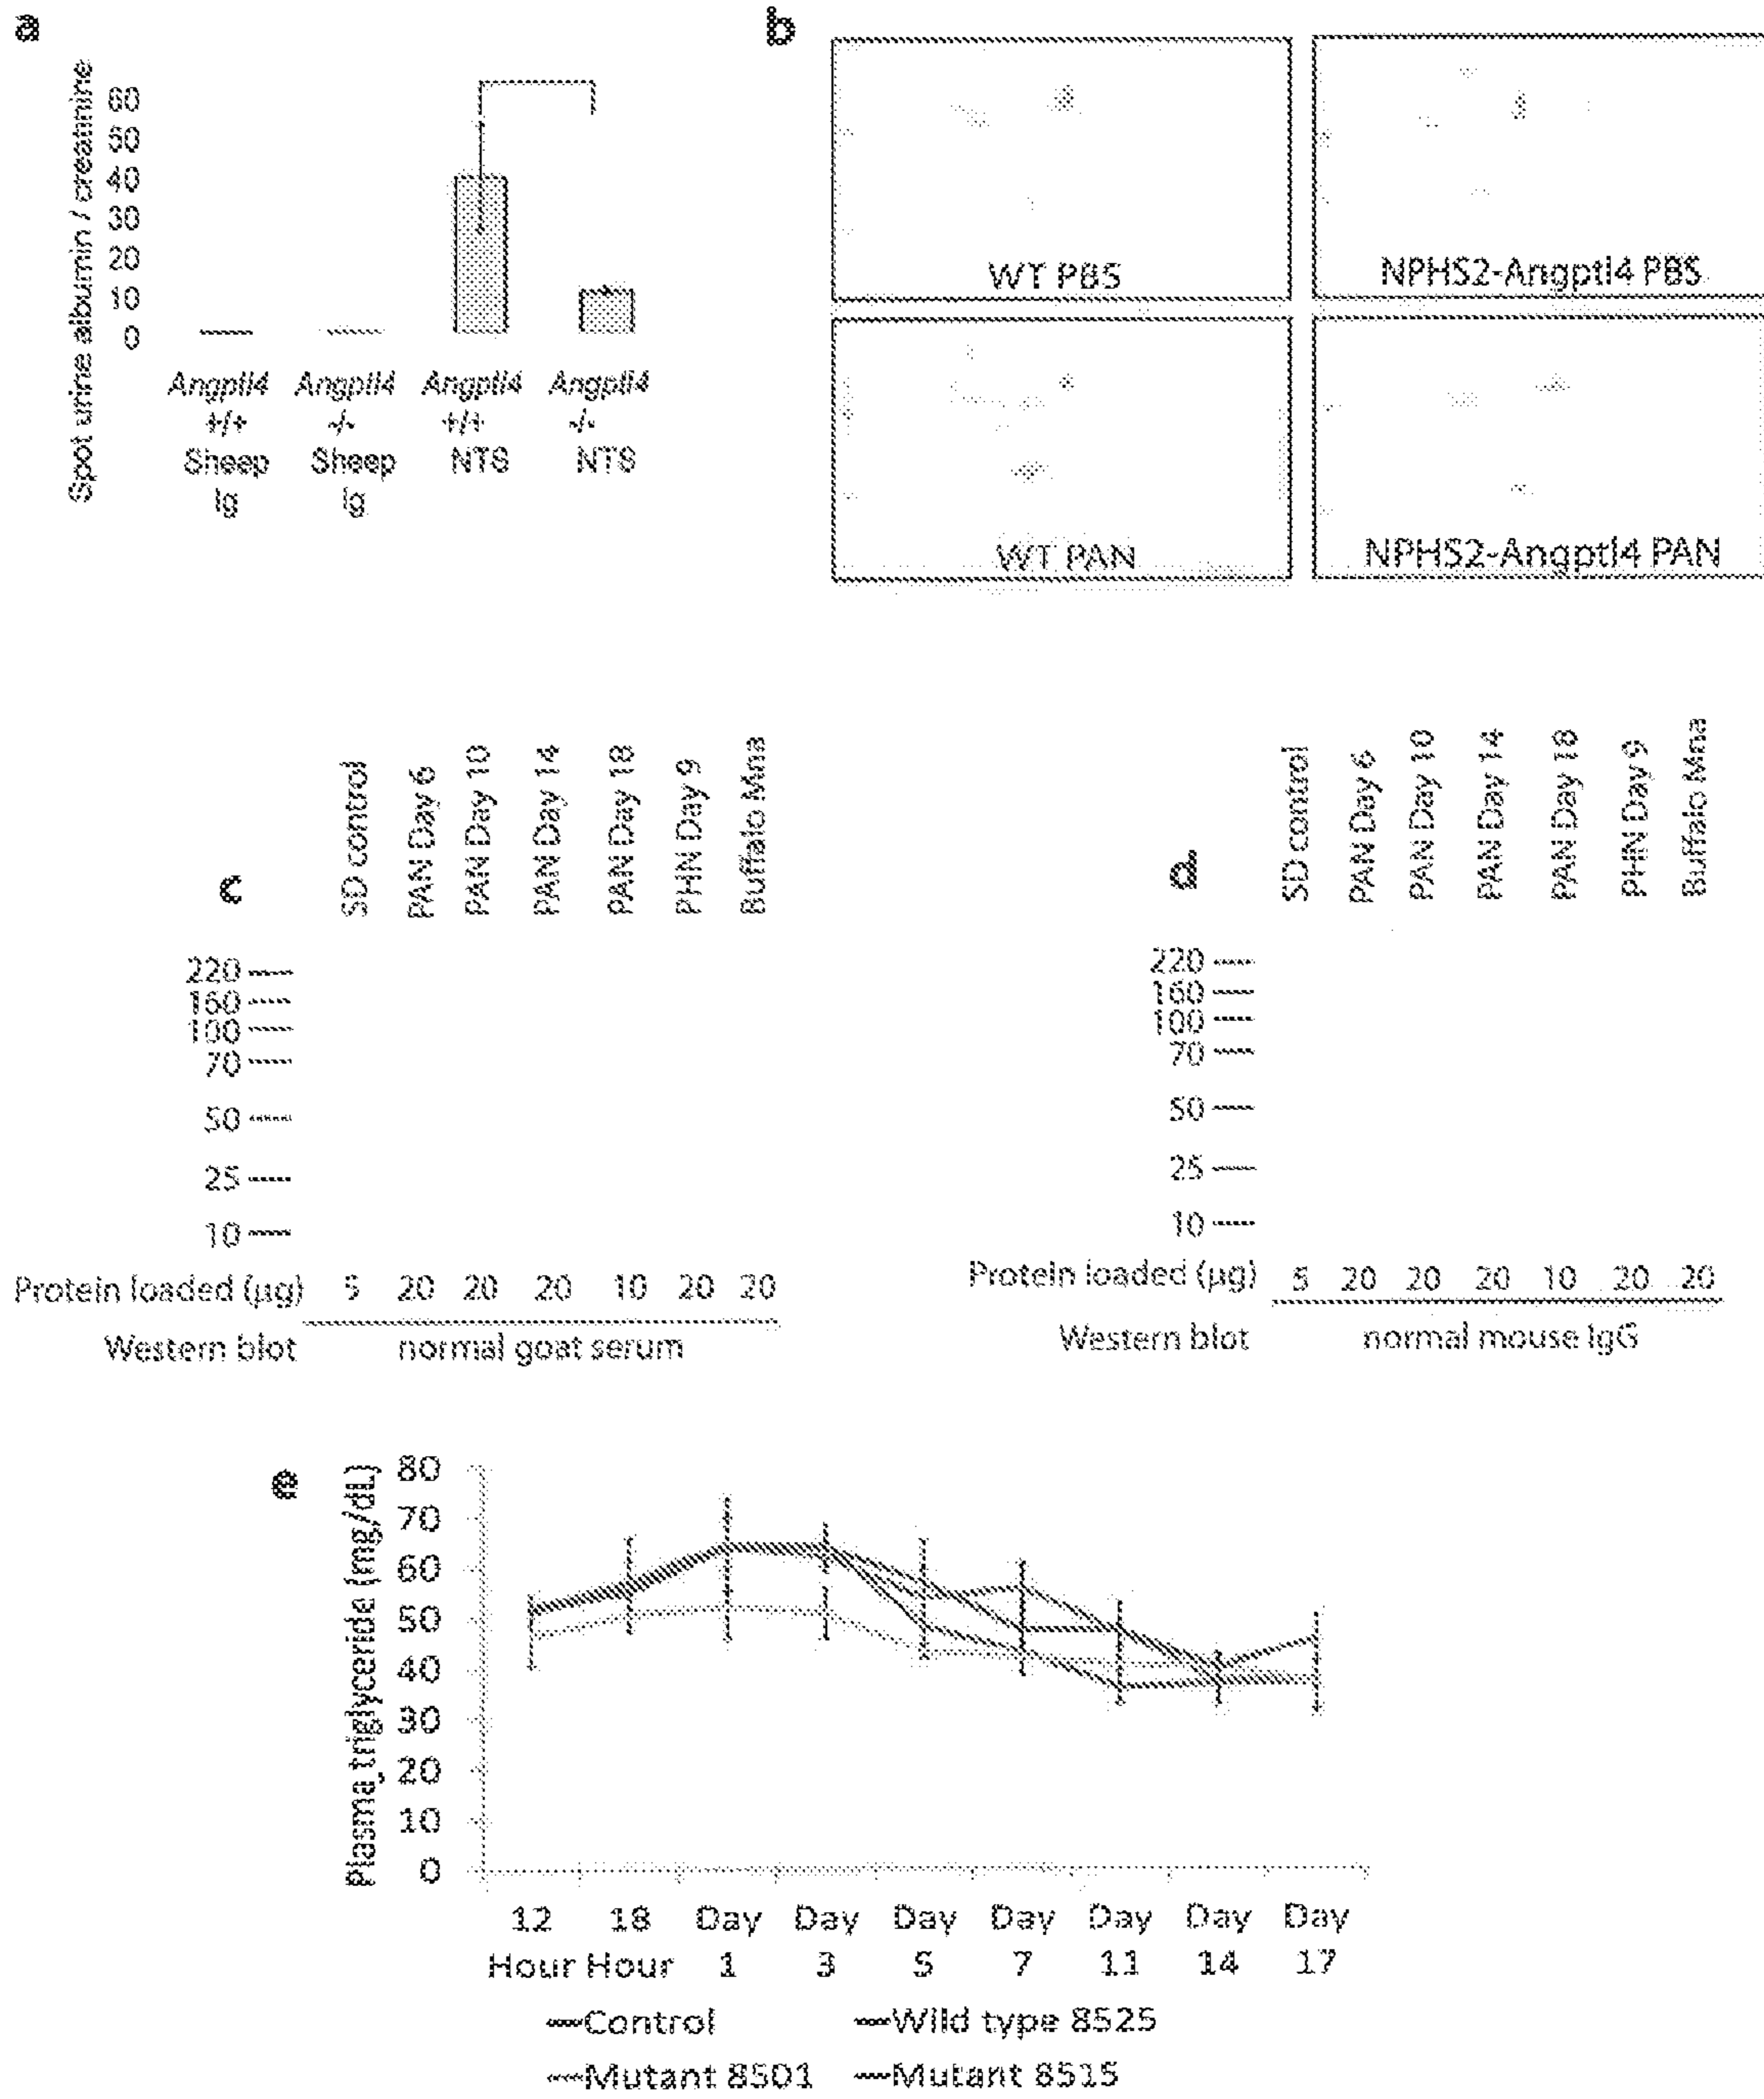 a
Spot urine albumin / creatinine
60
50
40
30
20
10
0
Angptl4 Angptl4 Angptl4 Angptl4
+/+ -/- +/+ -/-
Sheep Sheep NTS NTS
Ig Ig
b
WT PBS
NPHS2-Angptl4 PBS
WT PAN
NPHS2-Angptl4 PAN
c
SD control
PAN Day 6
PAN Day 10
PAN Day 14
PAN Day 18
PHN Day 9
Buffalo Mna
220
160
100
70
50
25
10
Protein loaded (µg) 5 20 20 20 10 20 20
Western blot normal goat serum
d
SD control
PAN Day 6
PAN Day 10
PAN Day 14
PAN Day 18
PHN Day 9
Buffalo Mna
220
160
100
70
50
25
10
Protein loaded (µg) 5 20 20 20 10 20 20
Western blot normal mouse IgG
e
Plasma triglyceride (mg/dL)
80
70
60
50
40
30
20
10
0
12 18 Day Day Day Day Day Day Day
Hour Hour 1 3 5 7 11 14 17
Control Wild type 8525
Mutant 8501 Mutant 8515